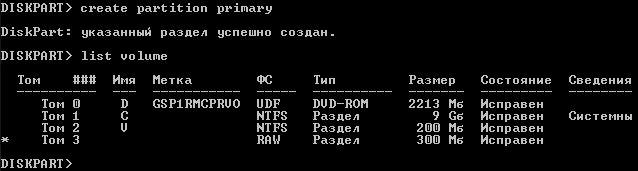 DISKPART> create partition primary
DiskPart: указанный раздел успешно создан.
DISKPART> list volume
Том ### Имя Метка ФС Тип Размер Состояние Сведения
---------- --- ----------- ----- ---------- ------- --------- --------
Том 0 D GSP1RMCPRVO UDF DVD-ROM 2213 Мб Исправен
Том 1 C NTFS Раздел 9 Gб Исправен Системны
Том 2 V NTFS Раздел 200 Мб Исправен
* Том 3 RAW Раздел 300 Мб Исправен
DISKPART>